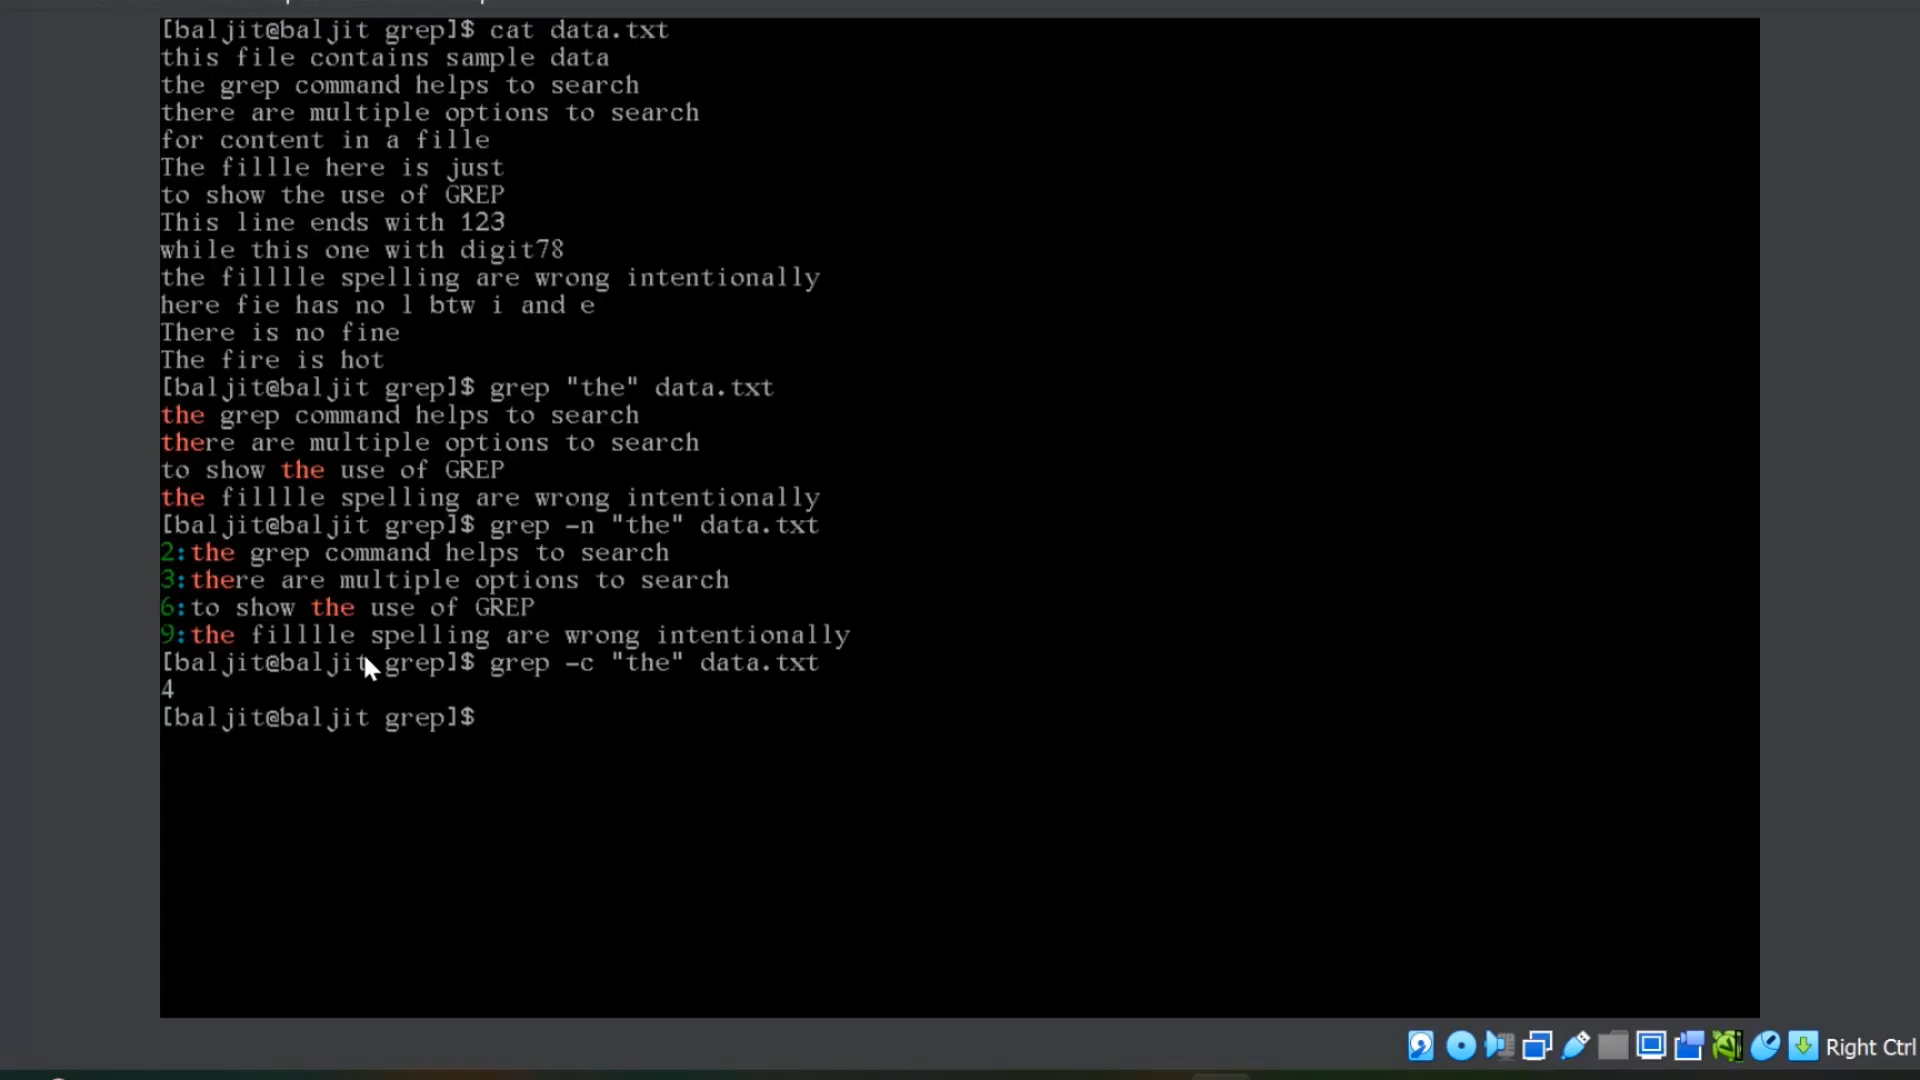 [baljit@baljit grep]$ cat data.txt
this file contains sample data
the grep command helps to search
there are multiple options to search
for content in a fille
The fillle here is just
to show the use of GREP
This line ends with 123
while this one with digit78
the filllle spelling are wrong intentionally
here fie has no l btw i and e
There is no fine
The fire is hot
[baljit@baljit grep]$ grep "the" data.txt
the grep command helps to search
there are multiple options to search
to show the use of GREP
the filllle spelling are wrong intentionally
[baljit@baljit grep]$ grep -n "the" data.txt
2:the grep command helps to search
3:there are multiple options to search
6:to show the use of GREP
9:the filllle spelling are wrong intentionally
[baljit@baljit grep]$ grep -c "the" data.txt
4
[baljit@baljit grep]$
Right Ctrl